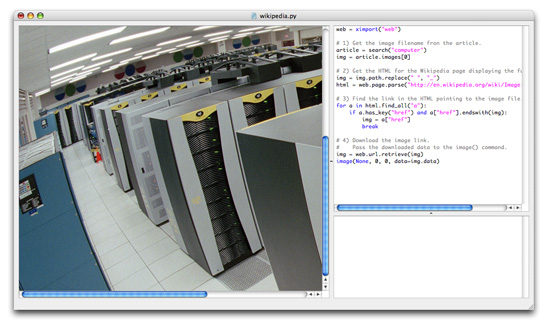 wikipedia.py
web = ximport("web")
# 1) Get the image filename from the article.
article = search("computer")
img = article.images[0]
# 2) Get the HTML for the Wikipedia page displaying the
img = img.path.replace(" ", "_")
html = web.page.parse("http://en.wikipedia.org/wiki/Image
# 3) Find the link in the HTML pointing to the image file
for a in html.find_all("a"):
if a.has_key("href") and a["href"].endswith(img):
img = a["href"]
break
# 4) Download the image link.
# Pass the downloaded data to the image() command.
img = web.url.retrieve(img)
image(None, 0, 0, data=img.data)